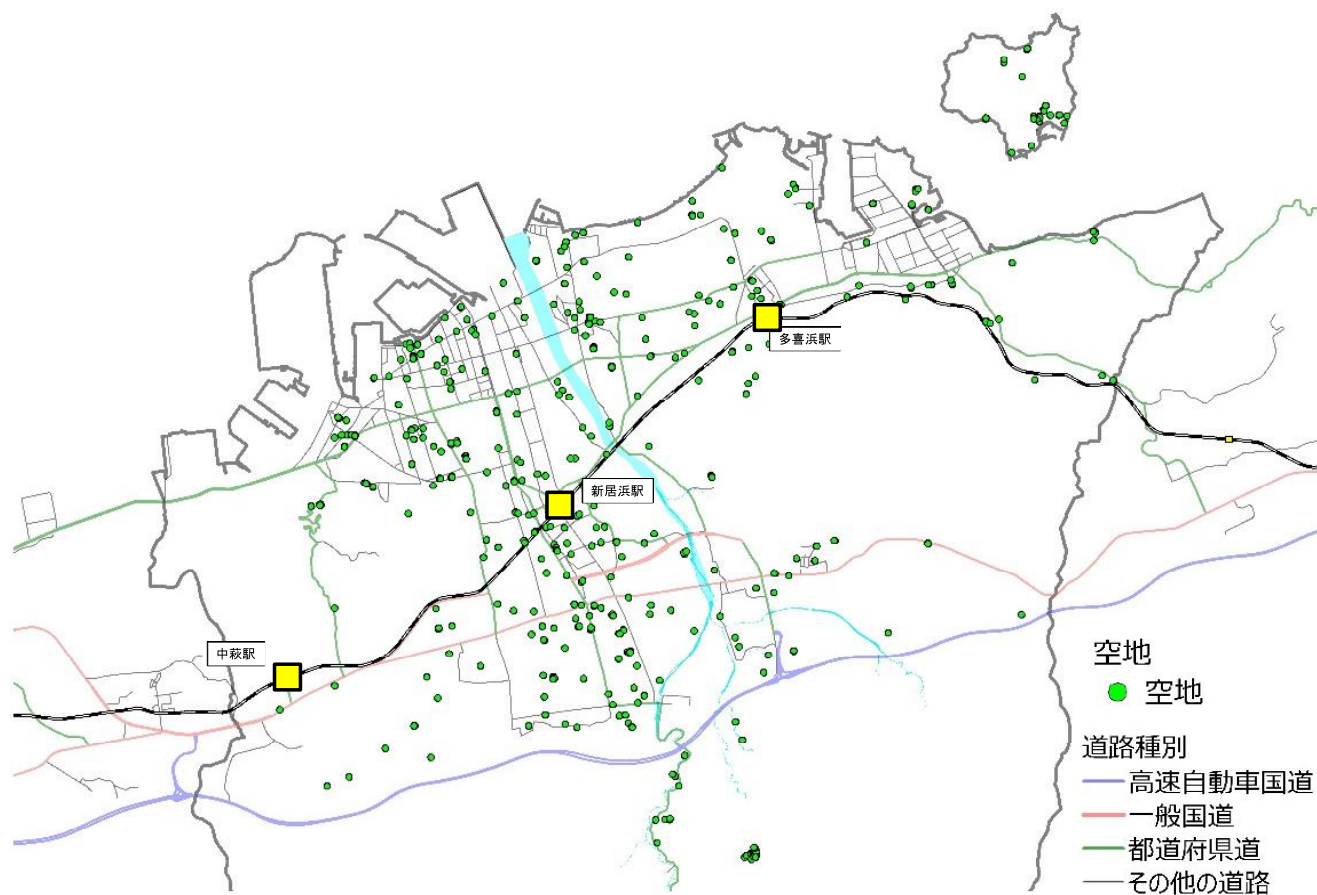 多喜浜駅
新居浜駅
中萩駅
空地
空地
道路種別
高速自動車国道
一般国道
都道府県道
その他の道路